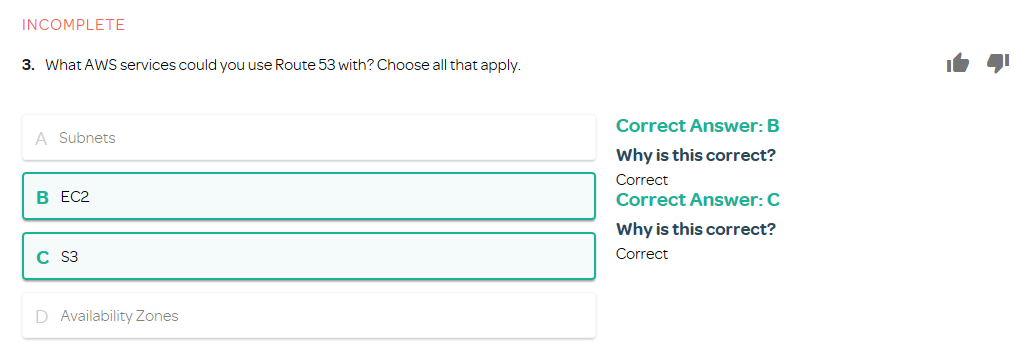 INCOMPLETE
3. What AWS services could you use Route 53 with? Choose all that apply.
A Subnets
B EC2
C S3
D Availability Zones
Correct Answer: B
Why is this correct?
Correct
Correct Answer: C
Why is this correct?
Correct